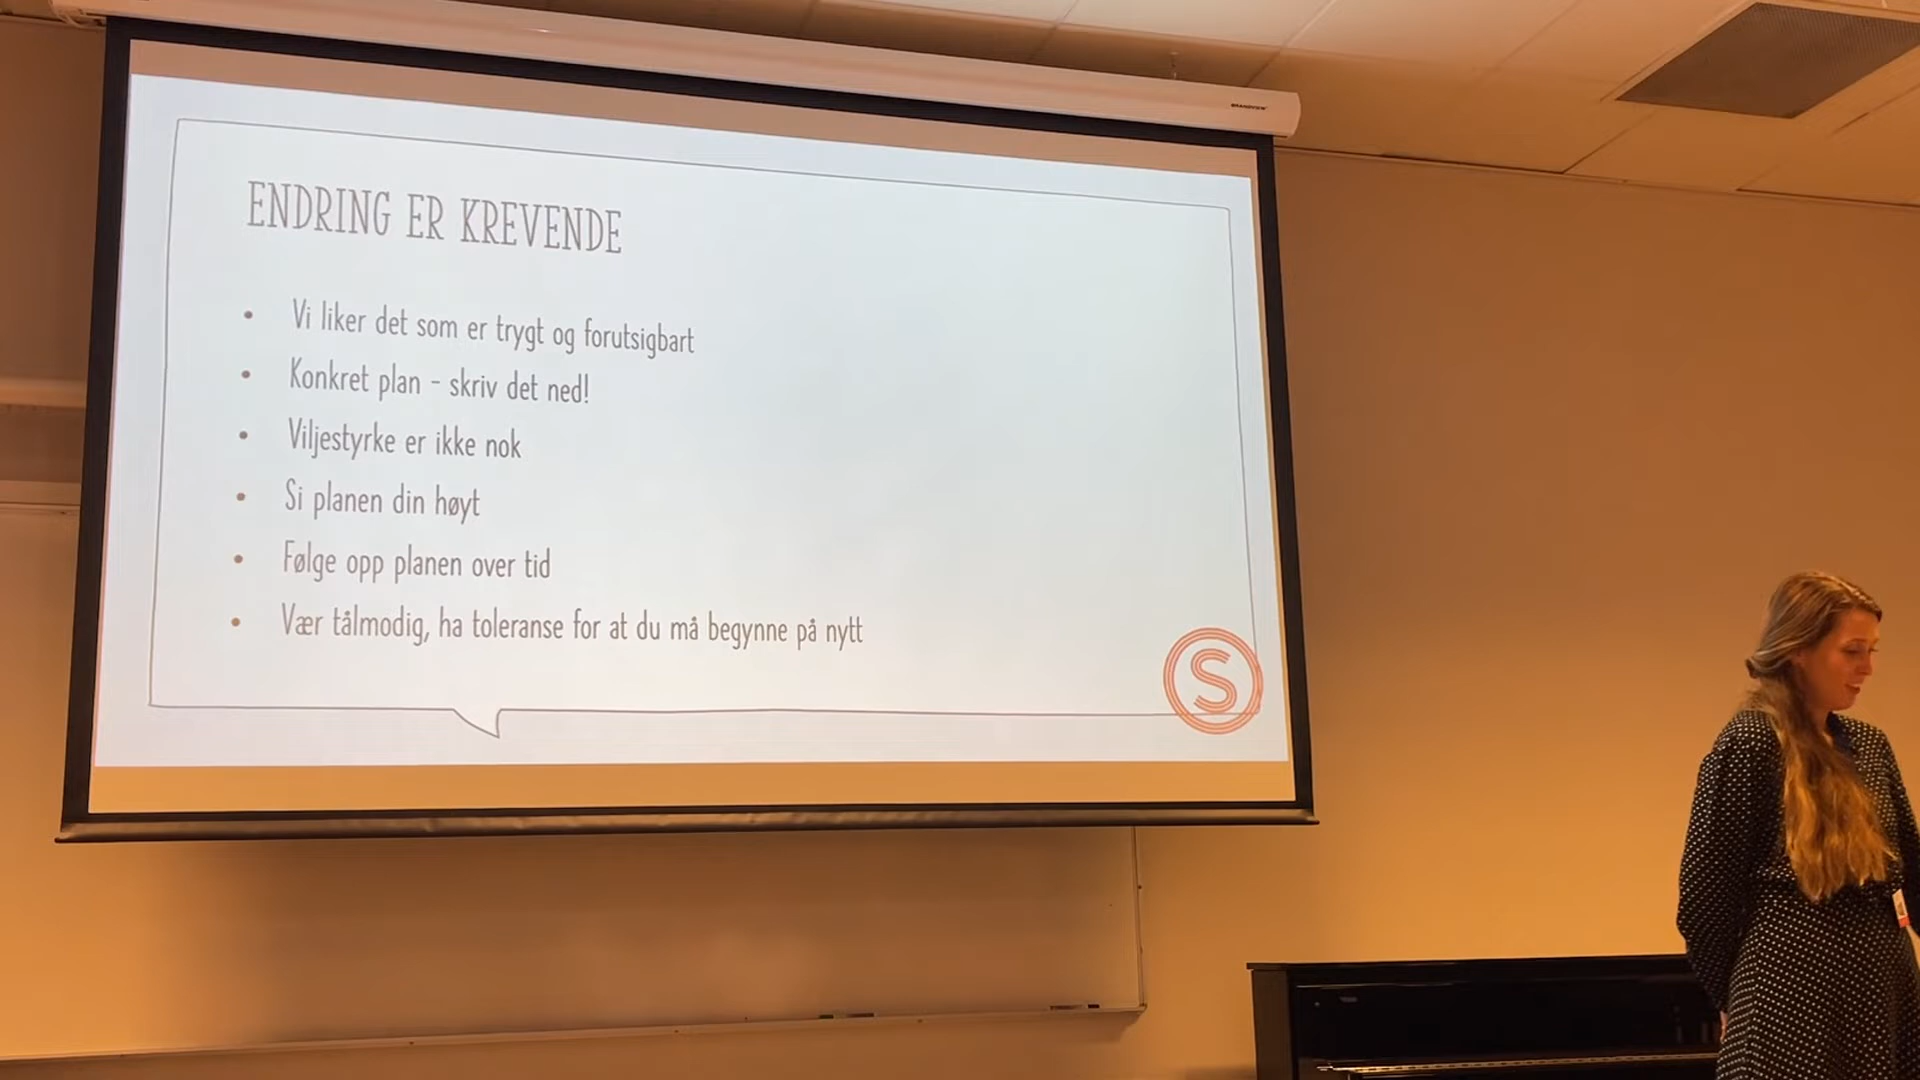 ENDRING ER KREVENDE
• Vi liker det som er trygt og forutsigbart
• Konkret plan - skriv det ned!
• Viljestyrke er ikke nok
• Si planen din høyt
• Følge opp planen over tid
• Vær tålmodig, ha toleranse for at du må begynne på nytt
S